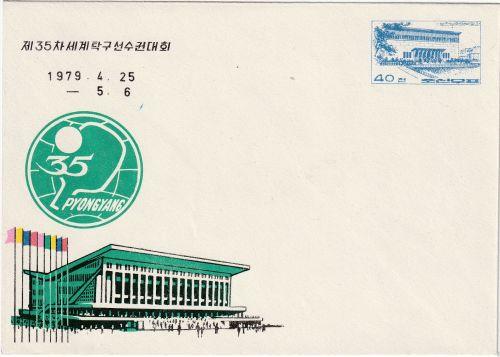 제35차세계탁구선수권대회
1979. 4. 25
— 5. 6
35
PYONGYANG
40 전
조선우표